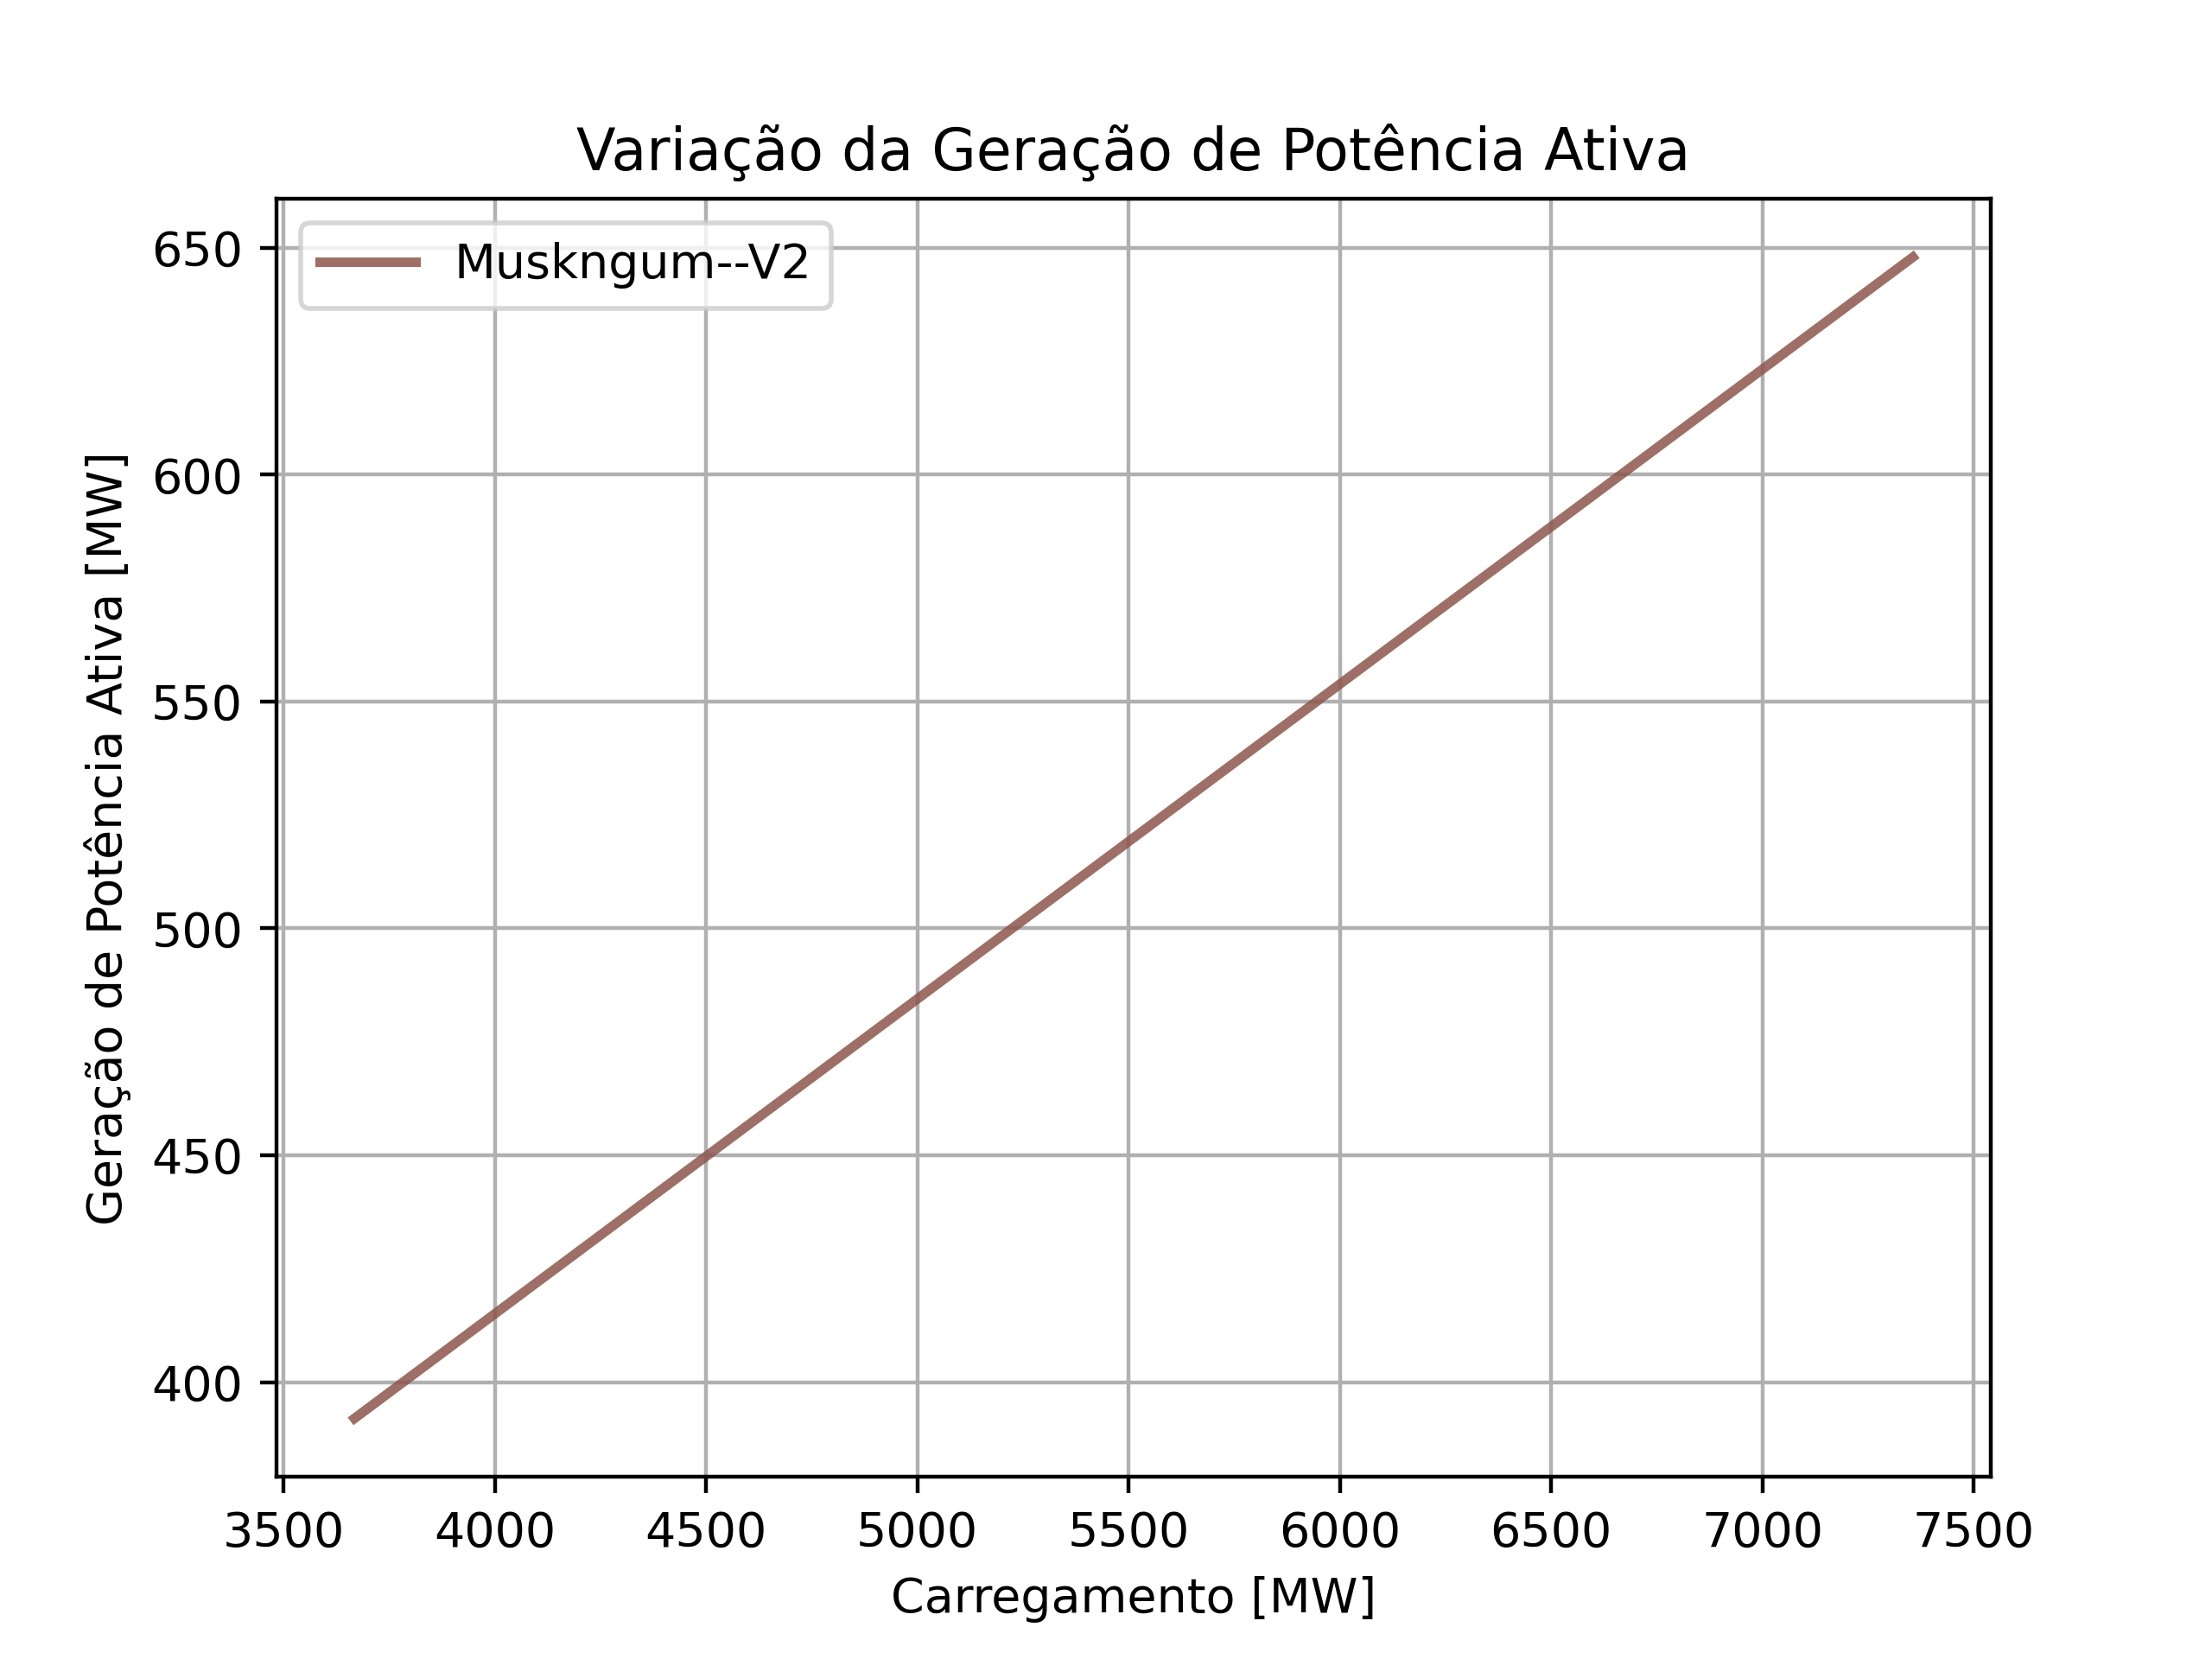 Variação da Geração de Potência Ativa
Muskngum--V2
Geração de Potência Ativa [MW]
650
600
550
500
450
400
3500 4000 4500 5000 5500 6000 6500 7000 7500
Carregamento [MW]